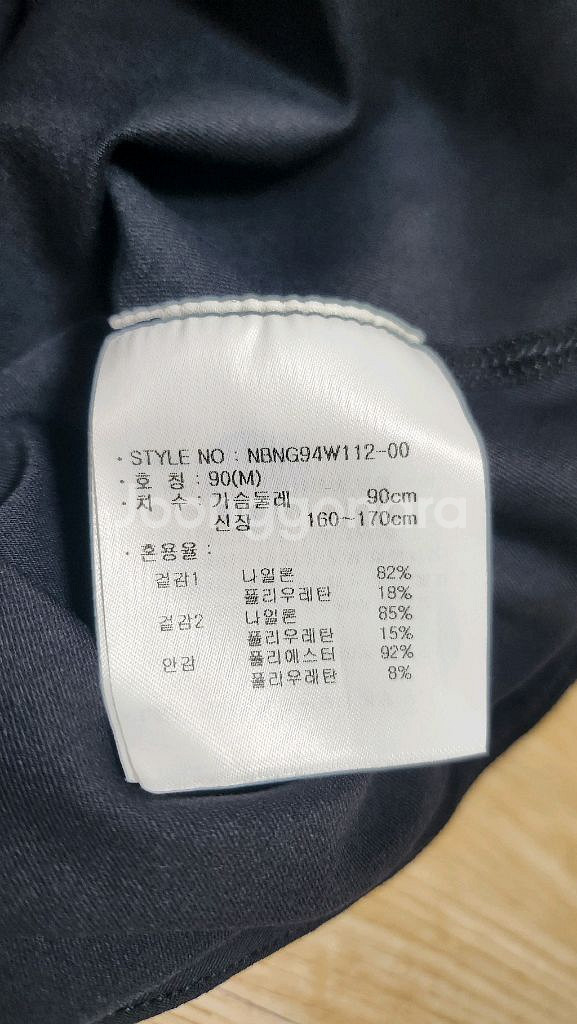 · STYLE NO : NBNG94W112-00
· 호 칭 : 90(M)
· 치 수 : 가슴둘레 90cm
신장 160~170cm
· 혼용율 :
겉감1 나일론 82%
폴리우레탄 18%
겉감2 나일론 85%
폴리우레탄 15%
안감 폴리에스터 92%
폴리우레탄 8%